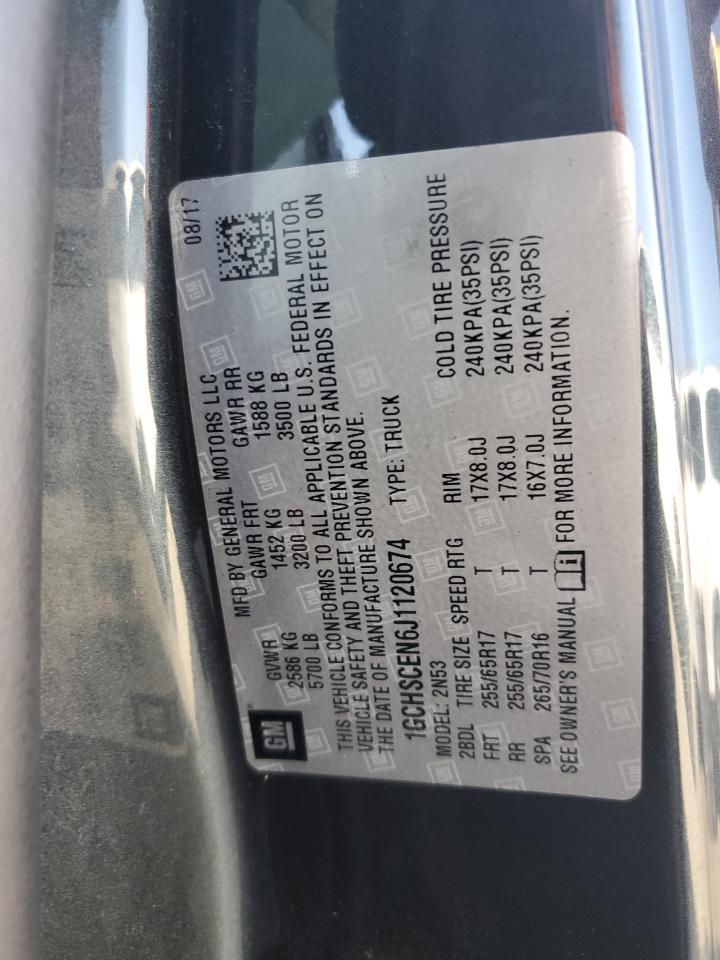 GM
MFD BY GENERAL MOTORS LLC 08/17
GVWR GAWR FRT GAWR RR
2586 KG 1452 KG 1588 KG
5700 LB 3200 LB 3500 LB
THIS VEHICLE CONFORMS TO ALL APPLICABLE U.S. FEDERAL MOTOR
VEHICLE SAFETY AND THEFT PREVENTION STANDARDS IN EFFECT ON
THE DATE OF MANUFACTURE SHOWN ABOVE.
1GCHSCEN6J1120674 TYPE: TRUCK
MODEL: 2N53
2BDL TIRE SIZE SPEED RTG RIM COLD TIRE PRESSURE
FRT 255/65R17 T 17X8.0J 240KPA(35PSI)
RR 255/65R17 T 17X8.0J 240KPA(35PSI)
SPA 265/70R16 T 16X7.0J 240KPA(35PSI)
SEE OWNER'S MANUAL i FOR MORE INFORMATION.